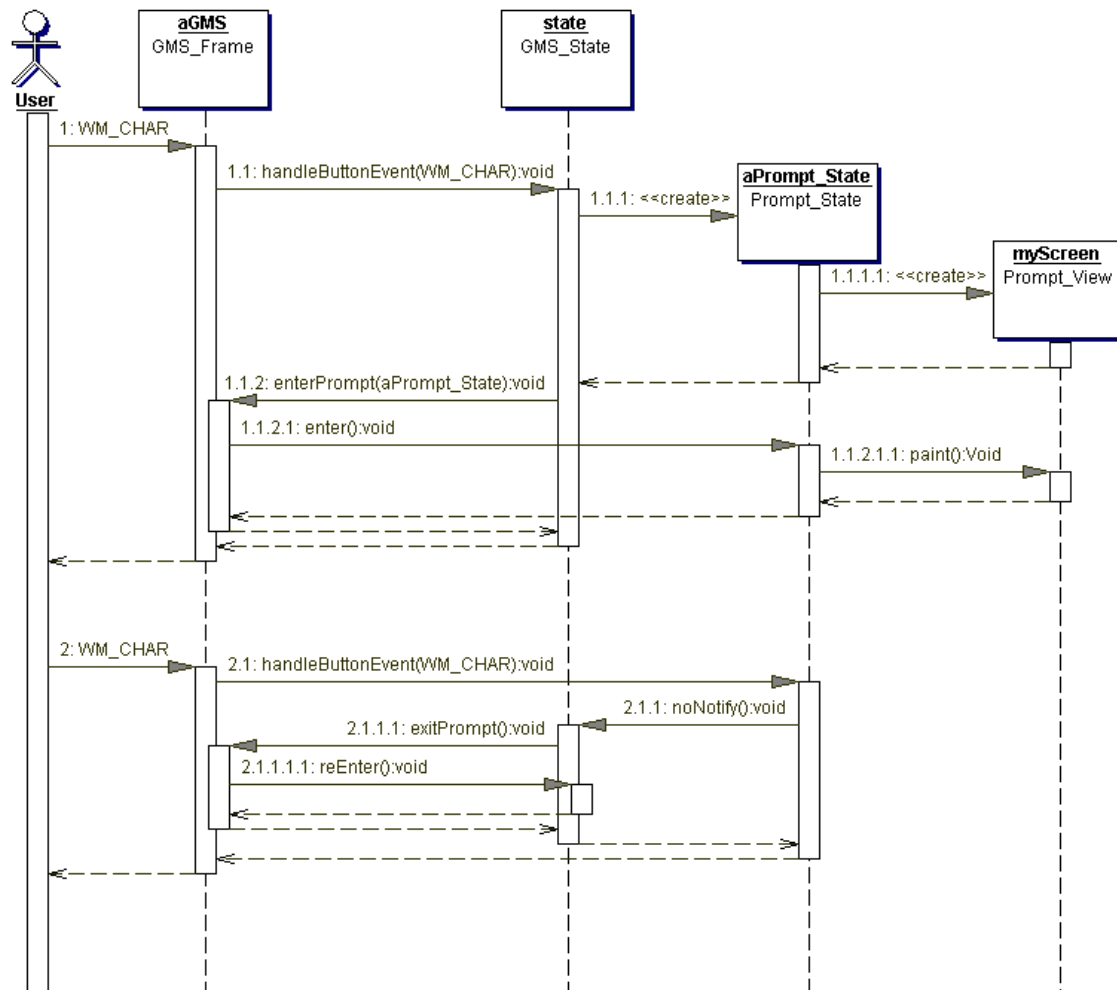 aGMS
GMS_Frame
state
GMS_State
User
1: WM_CHAR
1.1: handleButtonEvent(WM_CHAR):void
aPrompt_State
Prompt_State
1.1.1: <<create>>
myScreen
Prompt_View
1.1.1.1: <<create>>
1.1.2: enterPrompt(aPrompt_State):void
1.1.2.1: enter():void
1.1.2.1.1: paint():Void
2: WM_CHAR
2.1: handleButtonEvent(WM_CHAR):void
2.1.1: noNotify():void
2.1.1.1: exitPrompt():void
2.1.1.1.1: reEnter():void